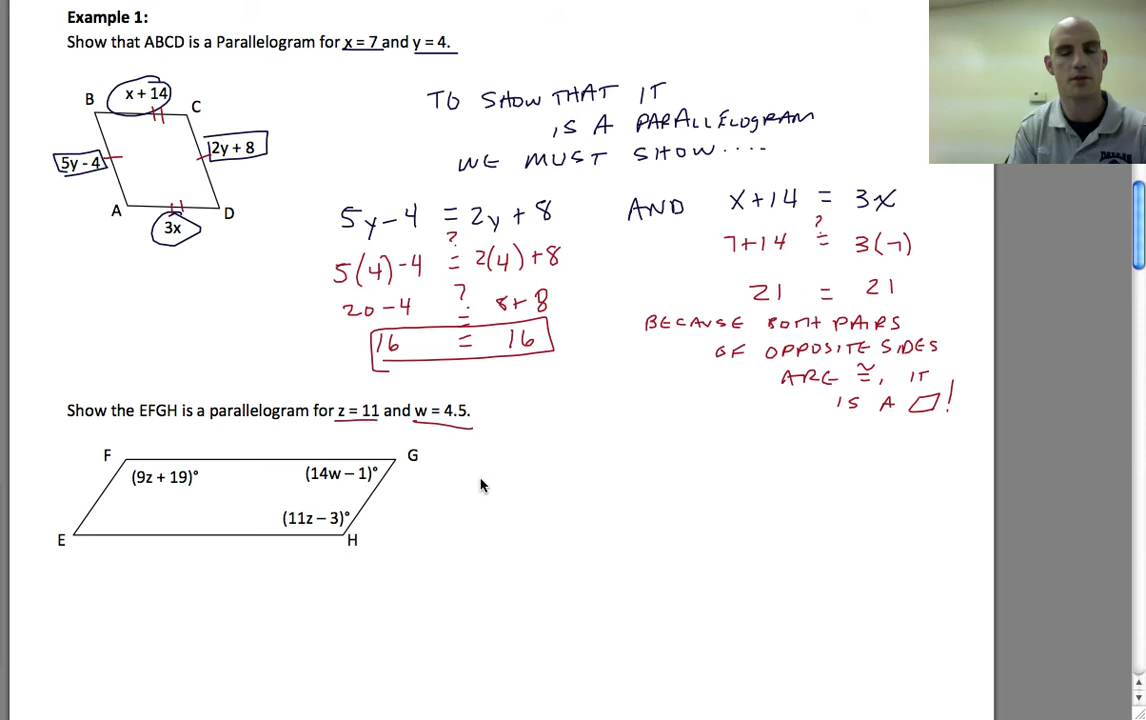 Example 1:
Show that ABCD is a Parallelogram for x = 7 and y = 4.
B
x + 14
C
5y - 4
2y + 8
A
D
3x
TO SHOW THAT IT
IS A PARALLELOGRAM
WE MUST SHOW....
5y-4 = 2y+8 AND x+14 = 3x
5(4)-4 ?= 2(4)+8
7+14 ?= 3(7)
20-4 ?= 8+8
21 = 21
16 = 16
BECAUSE BOTH PAIRS
OF OPPOSITE SIDES
ARE ≅, IT
IS A ▱!
Show the EFGH is a parallelogram for z = 11 and w = 4.5.
F
G
(9z + 19)°
(14w – 1)°
(11z – 3)°
E
H